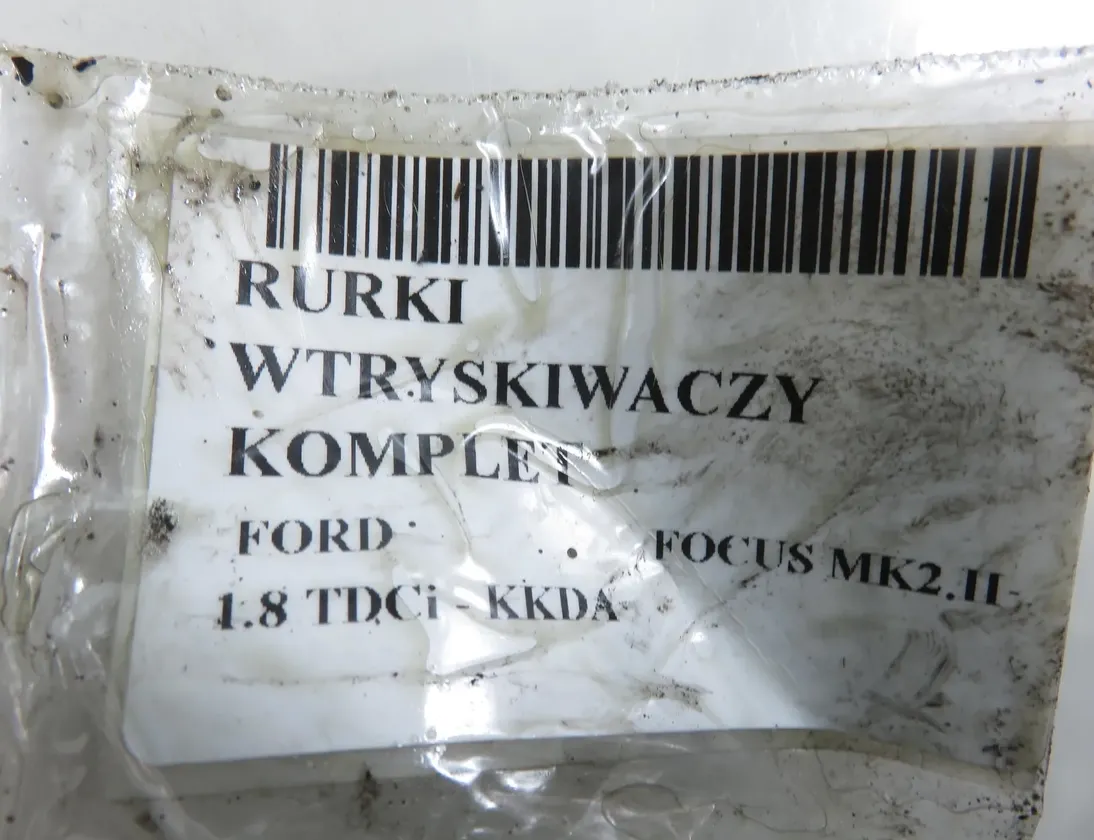 RURKI
WTRYSKIWACZY
KOMPLET
FORD FOCUS MK2.II
1.8 TDCi - KKDA